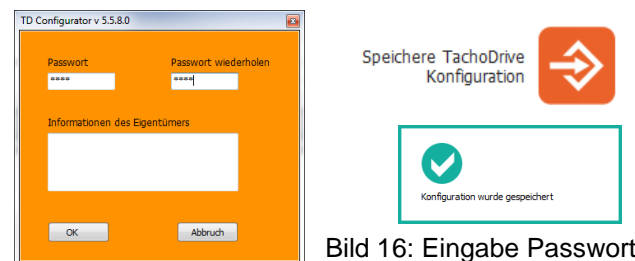 TD Configurator v 5.5.8.0
Passwort Passwort wiederholen
**** ****
Informationen des Eigentümers
OK Abbruch
Speichere TachoDrive
Konfiguration
Konfiguration wurde gespeichert
Bild 16: Eingabe Passwort